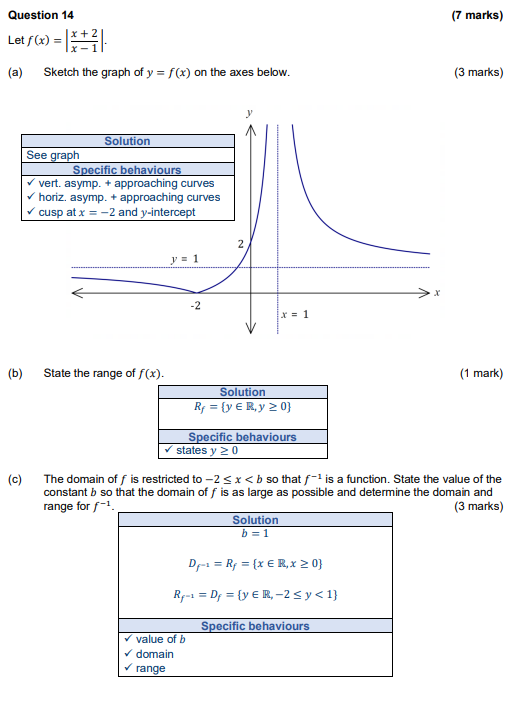 Question 14 (7 marks)
Let f(x) = |x + 2 / x − 1|.
(a) Sketch the graph of y = f(x) on the axes below. (3 marks)
y
Solution
See graph
Specific behaviours
✓ vert. asymp. + approaching curves
✓ horiz. asymp. + approaching curves
✓ cusp at x = −2 and y-intercept
2
y = 1
x
-2
x = 1
(b) State the range of f(x). (1 mark)
Solution
R_f = {y ∈ ℝ, y ≥ 0}
Specific behaviours
✓ states y ≥ 0
(c) The domain of f is restricted to −2 ≤ x < b so that f⁻¹ is a function. State the value of the
constant b so that the domain of f is as large as possible and determine the domain and
range for f⁻¹. (3 marks)
Solution
b = 1
D_f⁻¹ = R_f = {x ∈ ℝ, x ≥ 0}
R_f⁻¹ = D_f = {y ∈ ℝ, −2 ≤ y < 1}
Specific behaviours
✓ value of b
✓ domain
✓ range